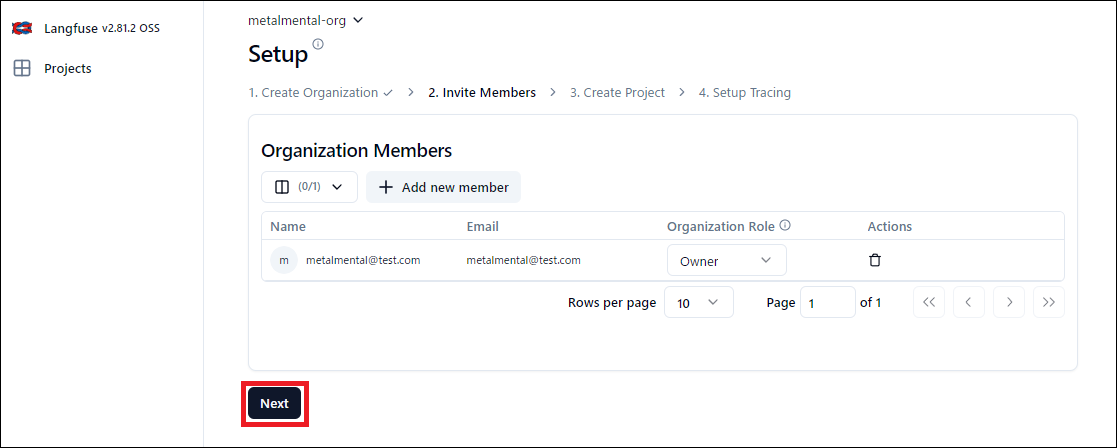 Langfuse v2.81.2 OSS
Projects
metalmental-org
Setup
1. Create Organization
2. Invite Members
3. Create Project
4. Setup Tracing
Organization Members
(0/1)
Add new member
Name Email Organization Role Actions
m metalmental@test.com metalmental@test.com Owner
Rows per page 10 Page 1 of 1
Next